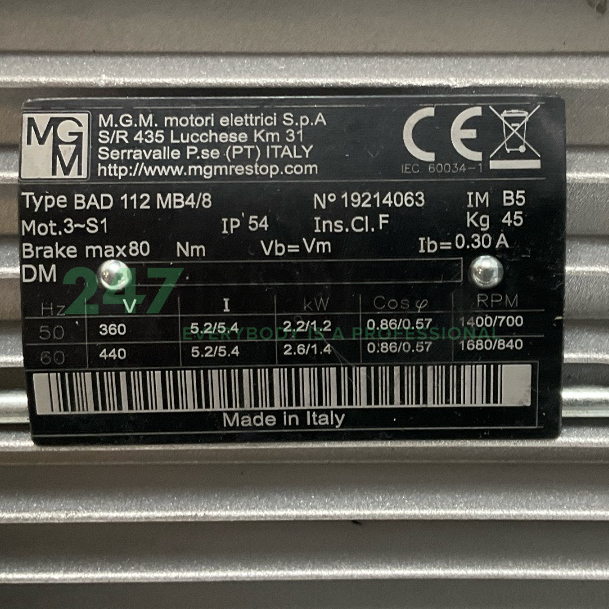 MGM
M.G.M. motori elettrici S.p.A
S/R 435 Lucchese Km 31
Serravalle P.se (PT) ITALY
http://www.mgmrestop.com
CE
IEC 60034-1
Type BAD 112 MB4/8 N° 19214063 IM B5
Mot.3~S1 IP 54 Ins.Cl.F Kg 45
Brake max80 Nm Vb=Vm Ib=0.30 A
DM
247
Hz V I kW Cos φ RPM
50 360 5.2/5.4 2.2/1.2 0.86/0.57 1400/700
EVERYBODY IS A PROFESSIONAL
60 440 5.2/5.4 2.6/1.4 0.86/0.57 1680/840
Made in Italy